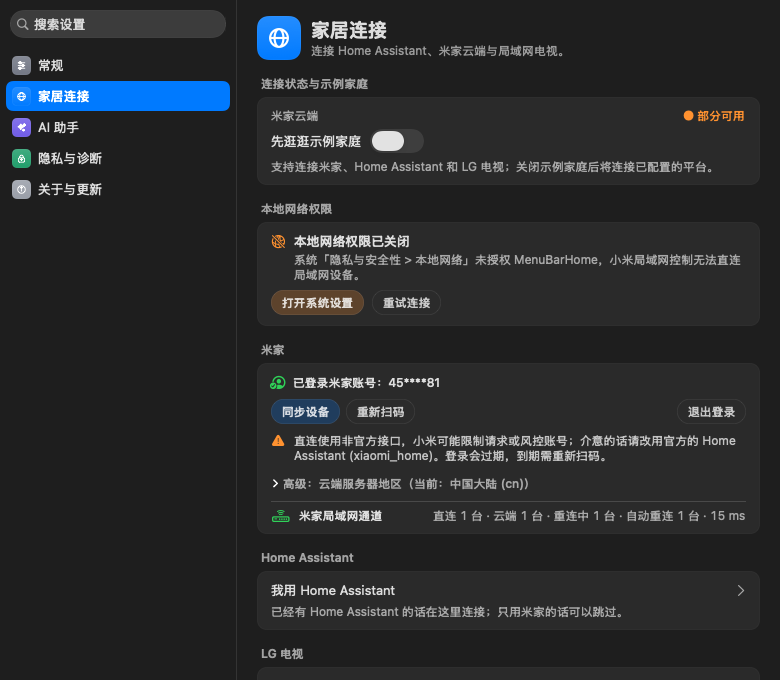 搜索设置
常规
家居连接
AI 助手
隐私与诊断
关于与更新
家居连接
连接 Home Assistant、米家云端与局域网电视。
连接状态与示例家庭
米家云端
部分可用
先逛逛示例家庭
支持连接米家、Home Assistant 和 LG 电视；关闭示例家庭后将连接已配置的平台。
本地网络权限
本地网络权限已关闭
系统「隐私与安全性 > 本地网络」未授权 MenuBarHome，小米局域网控制无法直连
局域网设备。
打开系统设置
重试连接
米家
已登录米家账号：45****81
同步设备
重新扫码
退出登录
直连使用非官方接口，小米可能限制请求或风控账号；介意的话请改用官方的 Home
Assistant (xiaomi_home)。登录会过期，到期需重新扫码。
高级：云端服务器地区（当前：中国大陆 (cn)）
米家局域网通道
直连 1 台 · 云端 1 台 · 重连中 1 台 · 自动重连 1 台 · 15 ms
Home Assistant
我用 Home Assistant
已经有 Home Assistant 的话在这里连接；只用米家的话可以跳过。
LG 电视